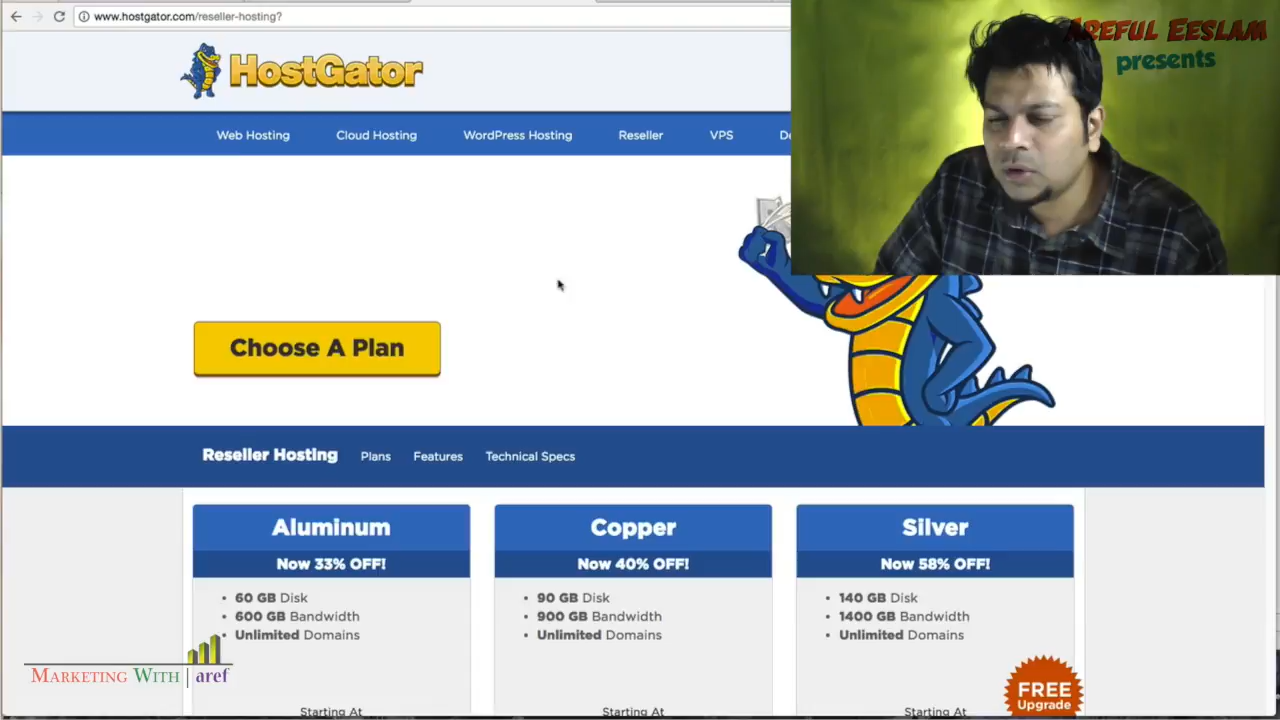 www.hostgator.com/reseller-hosting?
AREFUL EESLAM
presents
HostGator
Web Hosting
Cloud Hosting
WordPress Hosting
Reseller
VPS
De
Choose A Plan
Reseller Hosting
Plans
Features
Technical Specs
Aluminum
Now 33% OFF!
60 GB Disk
600 GB Bandwidth
Unlimited Domains
Starting At
Copper
Now 40% OFF!
90 GB Disk
900 GB Bandwidth
Unlimited Domains
Starting At
Silver
Now 58% OFF!
140 GB Disk
1400 GB Bandwidth
Unlimited Domains
Starting At
FREE
Upgrade
MARKETING WITH | aref